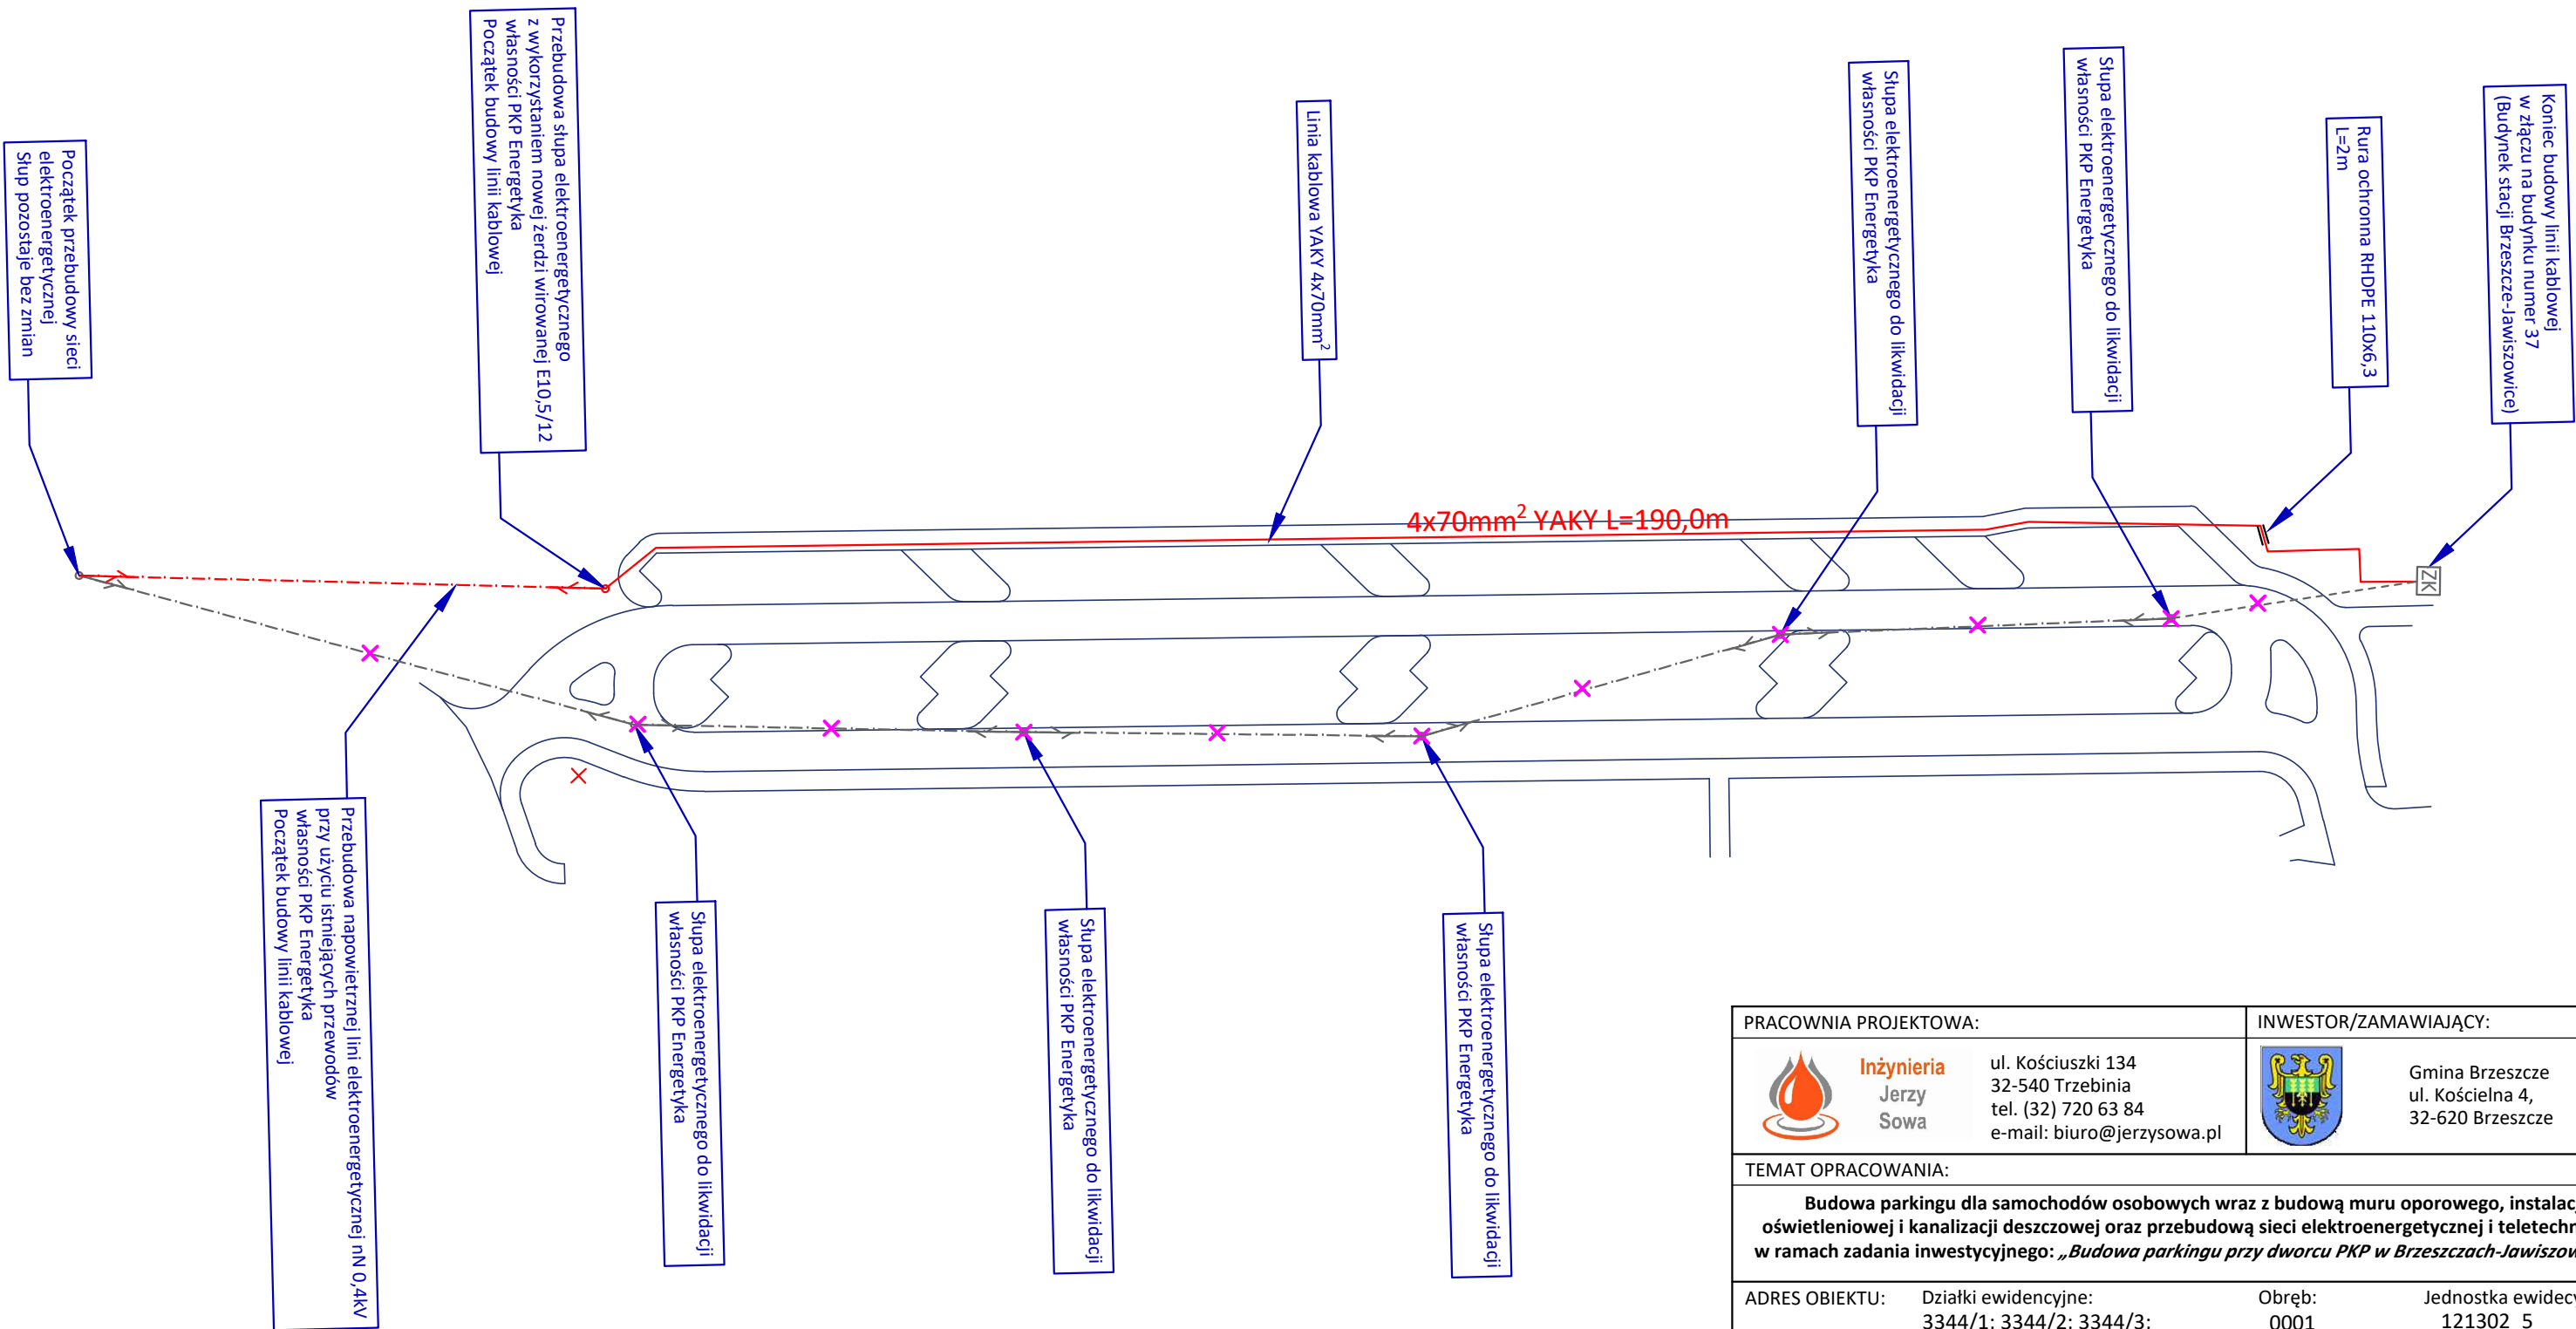 Początek przebudowy sieci
elektroenergetycznej
Słup pozostaje bez zmian
Przebudowa słupa elektroenergetycznego
z wykorzystaniem nowej żerdzi wirowanej E10,5/12
własności PKP Energetyka
Początek budowy linii kablowej
Linia kablowa YAKY 4x70mm²
Słupa elektroenergetycznego do likwidacji
własności PKP Energetyka
Słupa elektroenergetycznego do likwidacji
własności PKP Energetyka
Rura ochronna RHDPE 110x6,3
L=2m
Koniec budowy linii kablowej
w złączu na budynku numer 37
(Budynek stacji Brzeszcze-Jawiszowice)
4x70mm² YAKY L=190,0m
ZK
Przebudowa napowietrznej lini elektroenergetycznej nN 0,4kV
przy użyciu istniejących przewodów
własności PKP Energetyka
Początek budowy linii kablowej
Słupa elektroenergetycznego do likwidacji
własności PKP Energetyka
Słupa elektroenergetycznego do likwidacji
własności PKP Energetyka
Słupa elektroenergetycznego do likwidacji
własności PKP Energetyka
PRACOWNIA PROJEKTOWA:
Inżynieria
Jerzy
Sowa
ul. Kościuszki 134
32-540 Trzebinia
tel. (32) 720 63 84
e-mail: biuro@jerzysowa.pl
INWESTOR/ZAMAWIAJĄCY:
Gmina Brzeszcze
ul. Kościelna 4,
32-620 Brzeszcze
TEMAT OPRACOWANIA:
Budowa parkingu dla samochodów osobowych wraz z budową muru oporowego, instalac
oświetleniowej i kanalizacji deszczowej oraz przebudową sieci elektroenergetycznej i teletechn
w ramach zadania inwestycyjnego: „Budowa parkingu przy dworcu PKP w Brzeszczach-Jawiszow
ADRES OBIEKTU:
Działki ewidencyjne:
3344/1; 3344/2; 3344/3;
Obręb:
0001
Jednostka ewidecy
121302_5